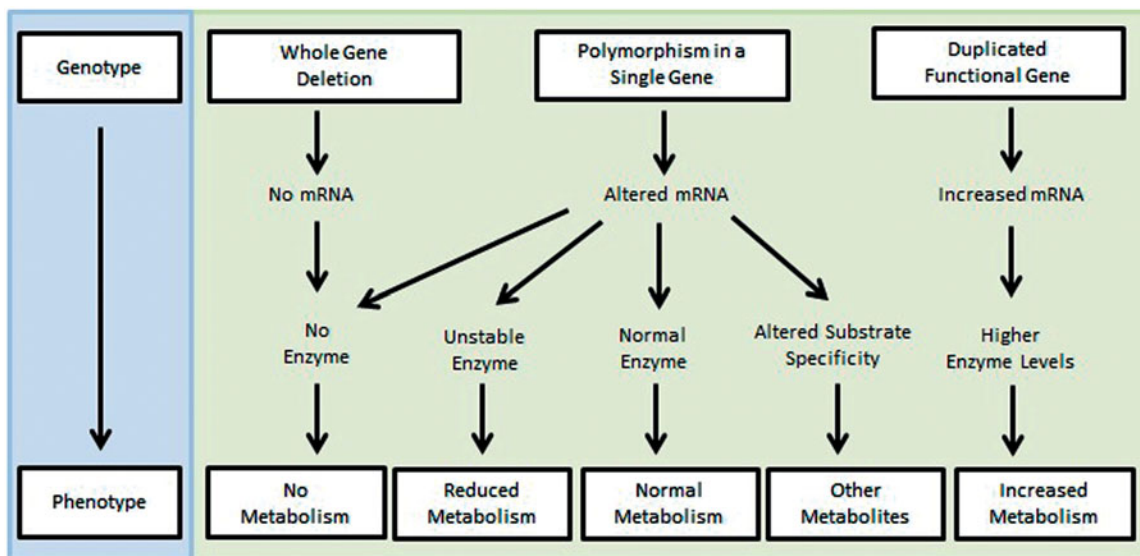 Genotype
Whole Gene
Deletion
Polymorphism in a
Single Gene
Duplicated
Functional Gene
No mRNA
Altered mRNA
Increased mRNA
No
Enzyme
Unstable
Enzyme
Normal
Enzyme
Altered Substrate
Specificity
Higher
Enzyme Levels
Phenotype
No
Metabolism
Reduced
Metabolism
Normal
Metabolism
Other
Metabolites
Increased
Metabolism